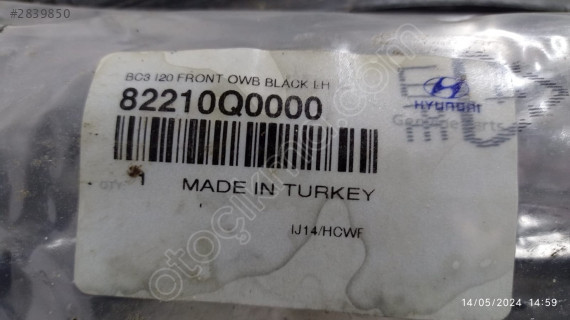 #2839850
BC3 I20 FRONT OWB BLACK LH
82210Q0000
HYUNDAI
QTY 1
MADE IN TURKEY
IJ14/HCWF
otoçıkma.com
14/05/2024 14:59